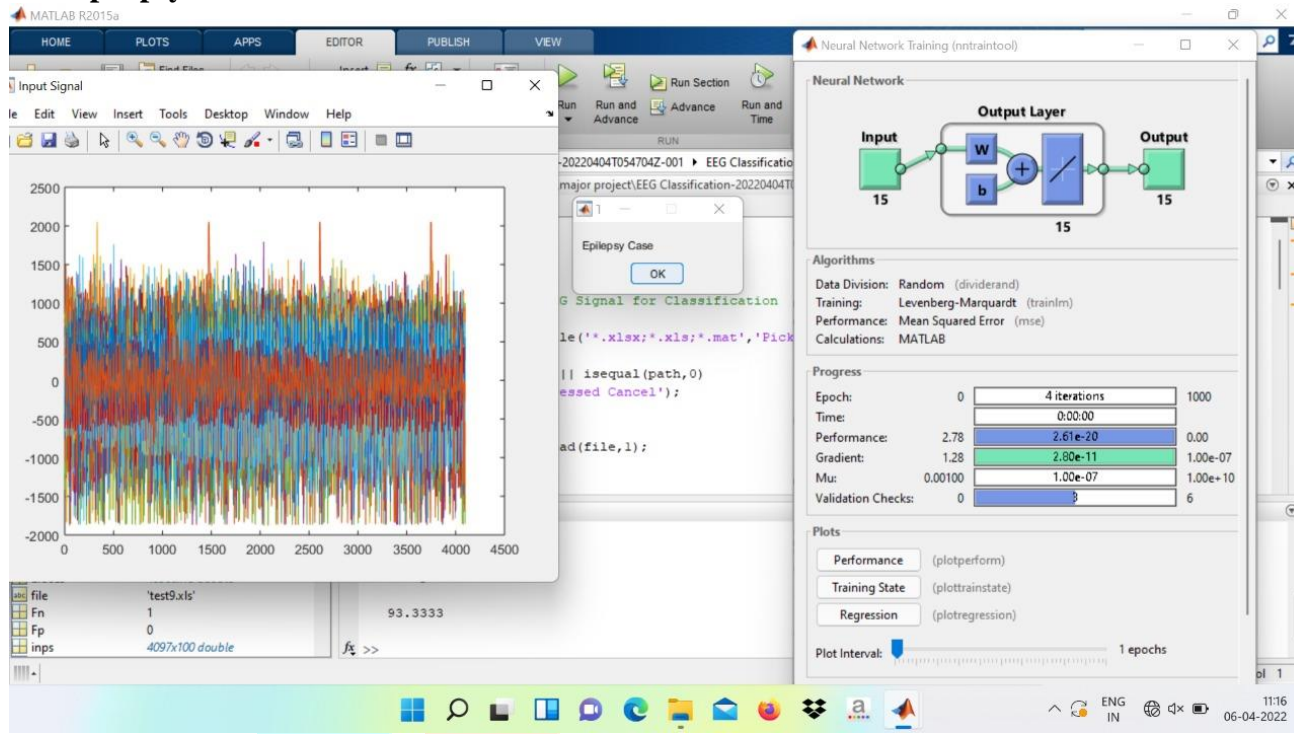 MATLAB R2015a
HOME PLOTS APPS EDITOR PUBLISH VIEW
Find Files Insert fx
Run Run and Advance Run Section Advance Run and Time
RUN
Input Signal
Edit View Insert Tools Desktop Window Help
2500
2000
1500
1000
500
0
-500
-1000
-1500
-2000
0 500 1000 1500 2000 2500 3000 3500 4000 4500
-20220404T054704Z-001 EEG Classificatio
major project\EEG Classification-20220404T0
1
Epilepsy Case
OK
G Signal for Classification
le('*.xlsx;*.xls;*.mat','Pick
|| isequal(path,0)
essed Cancel');
ad(file,1);
file 'test9.xls'
Fn 1
Fp 0
inps 4097x100 double
93.3333
fx >>
Neural Network Training (nntraintool)
Neural Network
Output Layer
Input Output
W
b
15 15
15
Algorithms
Data Division: Random (dividerand)
Training: Levenberg-Marquardt (trainlm)
Performance: Mean Squared Error (mse)
Calculations: MATLAB
Progress
Epoch: 0 4 iterations 1000
Time: 0:00:00
Performance: 2.78 2.61e-20 0.00
Gradient: 1.28 2.80e-11 1.00e-07
Mu: 0.00100 1.00e-07 1.00e+10
Validation Checks: 0 3 6
Plots
Performance (plotperform)
Training State (plottrainstate)
Regression (plotregression)
Plot Interval: 1 epochs
ol 1
a
ENG
IN
11:16
06-04-2022